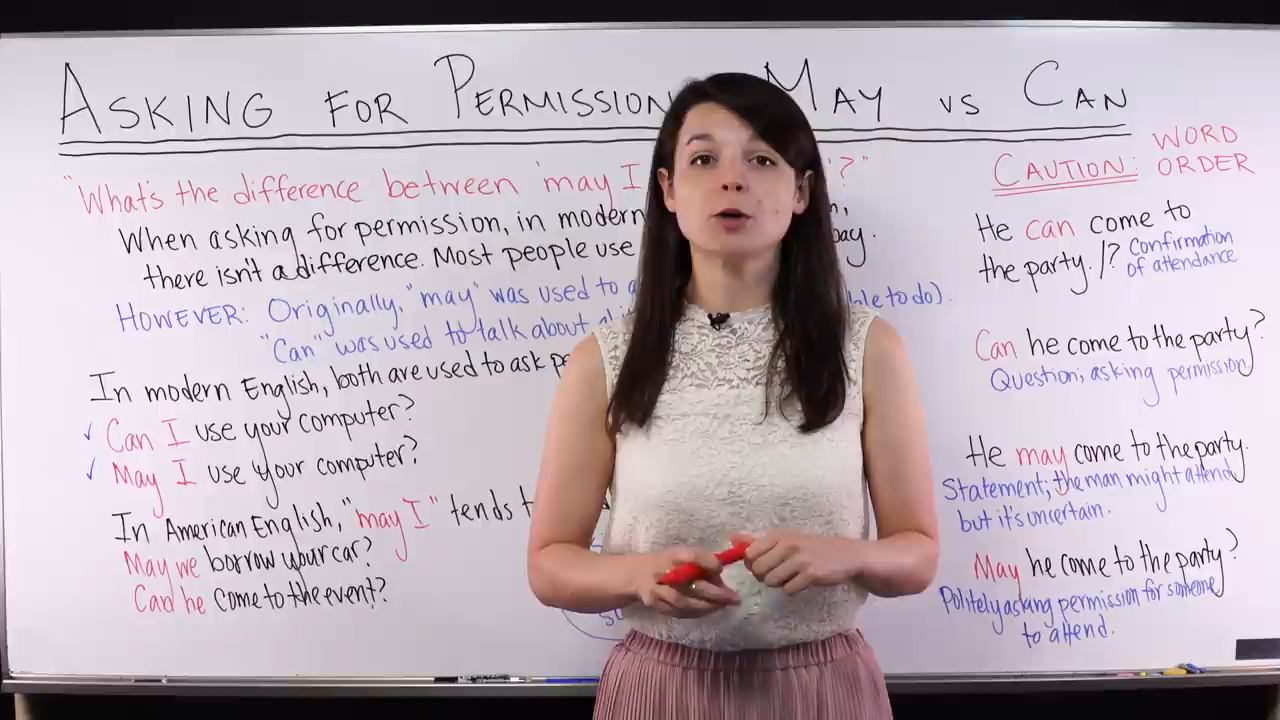 ASKING FOR PERMISSION MAY VS CAN
"What's the difference between 'may I '?"
When asking for permission, in modern
there isn't a difference. Most people use
HOWEVER: Originally, "may" was used to to do).
"Can" was used to talk about
In modern English, both are used to ask
✓ Can I use your computer?
✓ May I use your computer?
In American English, "may I" tends
May we borrow your car?
Can he come to the event?
CAUTION: WORD ORDER
He can come to
the party. /? Confirmation
of attendance
Can he come to the party?
Question; asking permission
He may come to the party.
Statement; the man might attend
but it's uncertain.
May he come to the party?
Politely asking permission for someone
to attend.